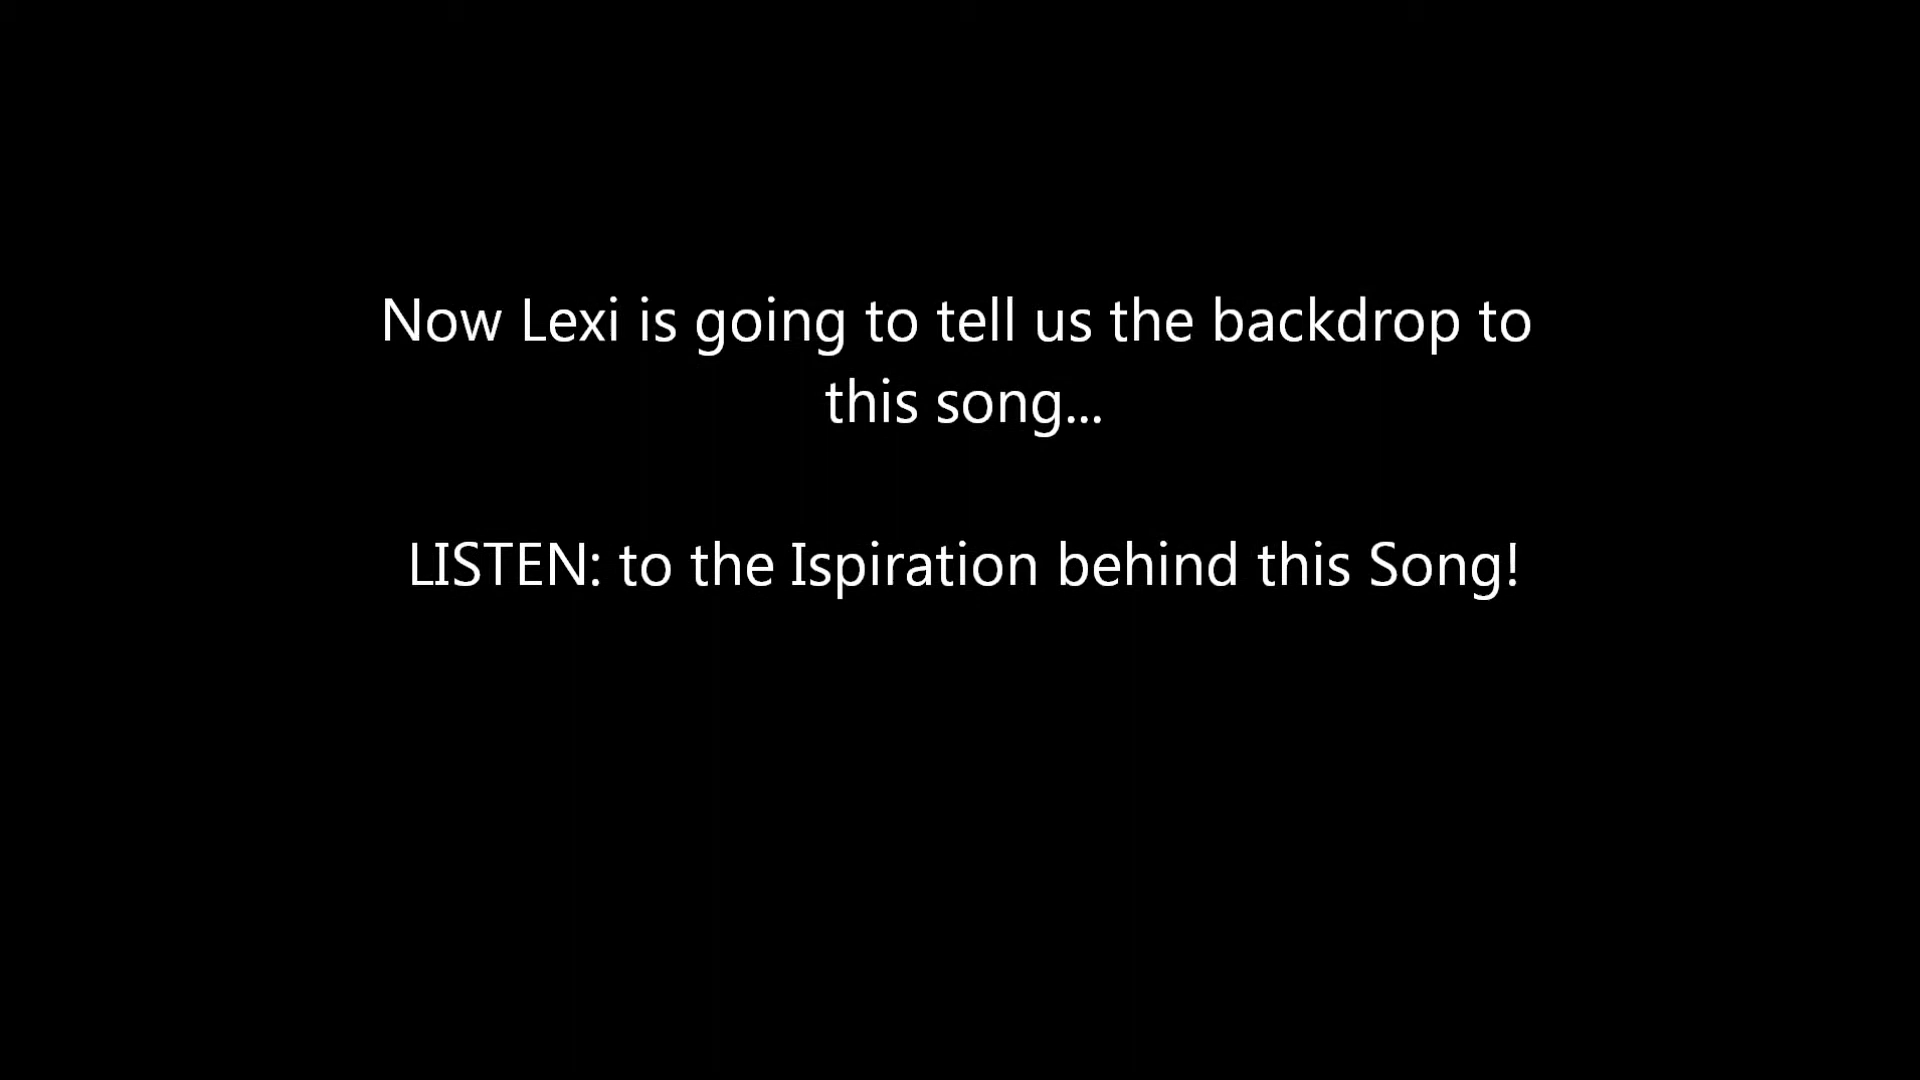 Now Lexi is going to tell us the backdrop to
this song...
LISTEN: to the Ispiration behind this Song!